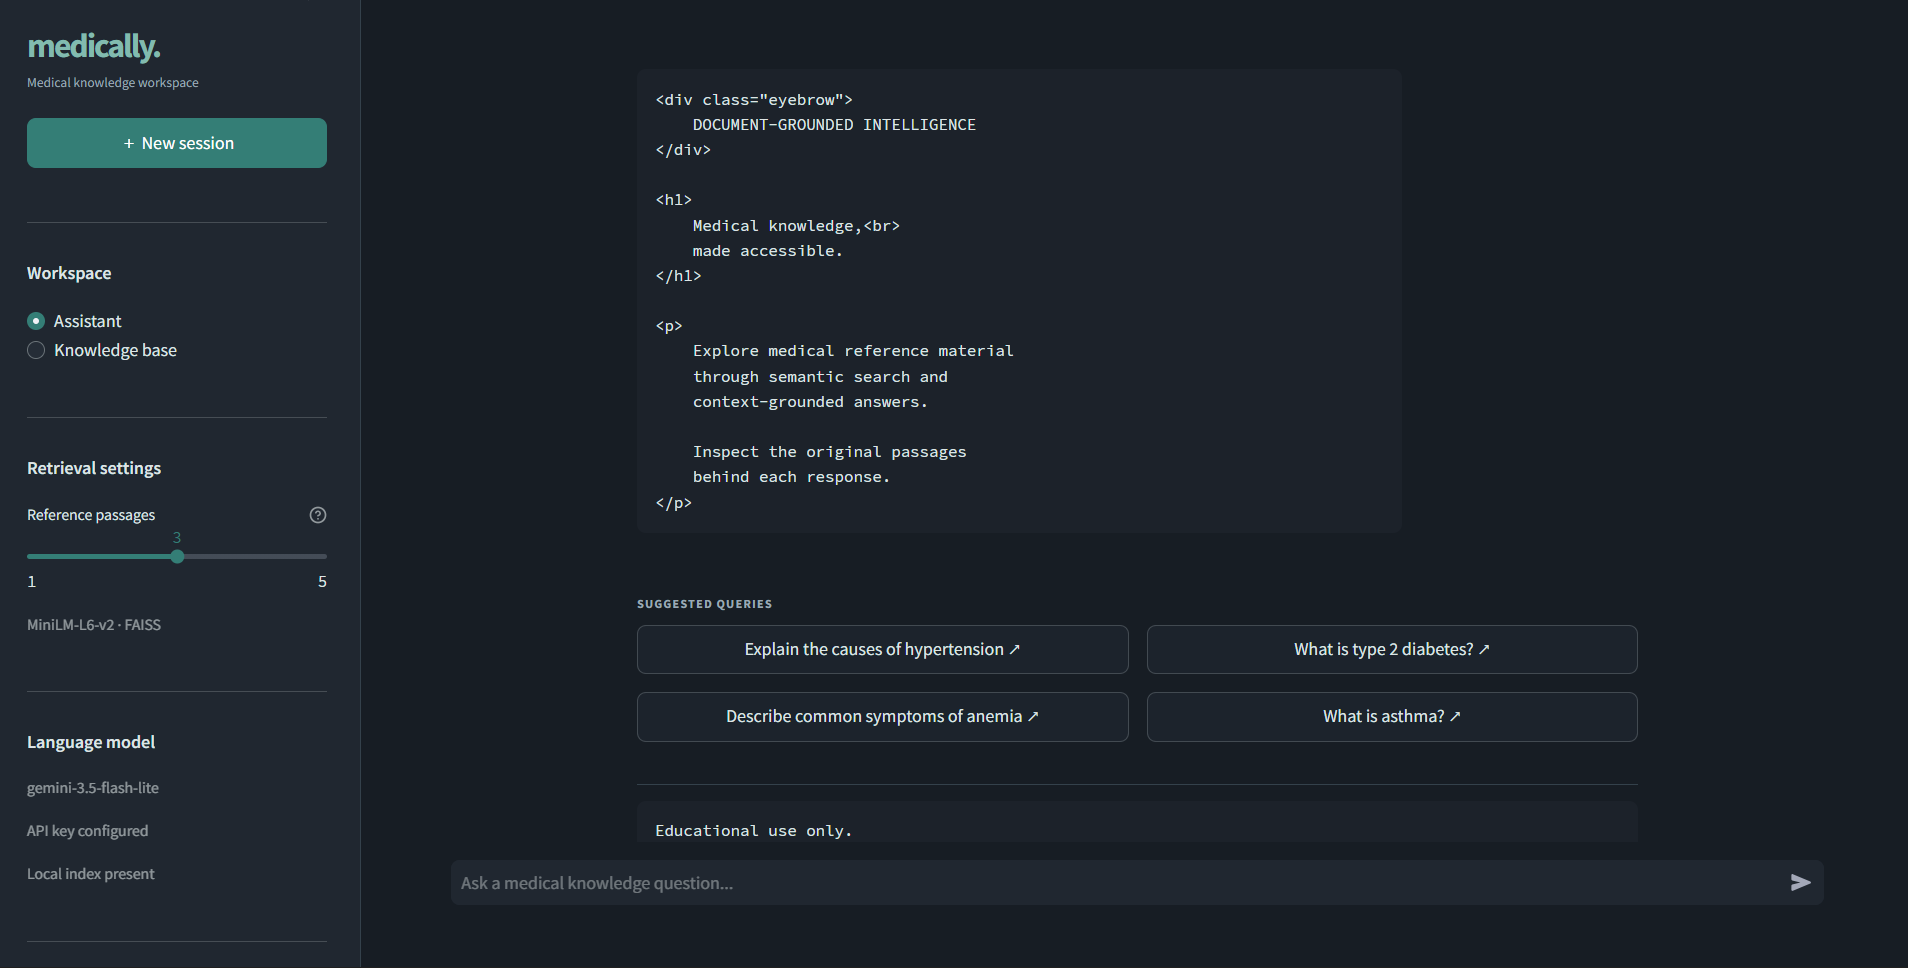 medically.
Medical knowledge workspace
+ New session
Workspace
Assistant
Knowledge base
Retrieval settings
Reference passages
3
1
5
MiniLM-L6-v2 · FAISS
Language model
gemini-3.5-flash-lite
API key configured
Local index present
<div class="eyebrow">
    DOCUMENT-GROUNDED INTELLIGENCE
</div>
<h1>
    Medical knowledge,<br>
    made accessible.
</h1>
<p>
    Explore medical reference material
    through semantic search and
    context-grounded answers.
    Inspect the original passages
    behind each response.
</p>
SUGGESTED QUERIES
Explain the causes of hypertension ↗
What is type 2 diabetes? ↗
Describe common symptoms of anemia ↗
What is asthma? ↗
Educational use only.
Ask a medical knowledge question...